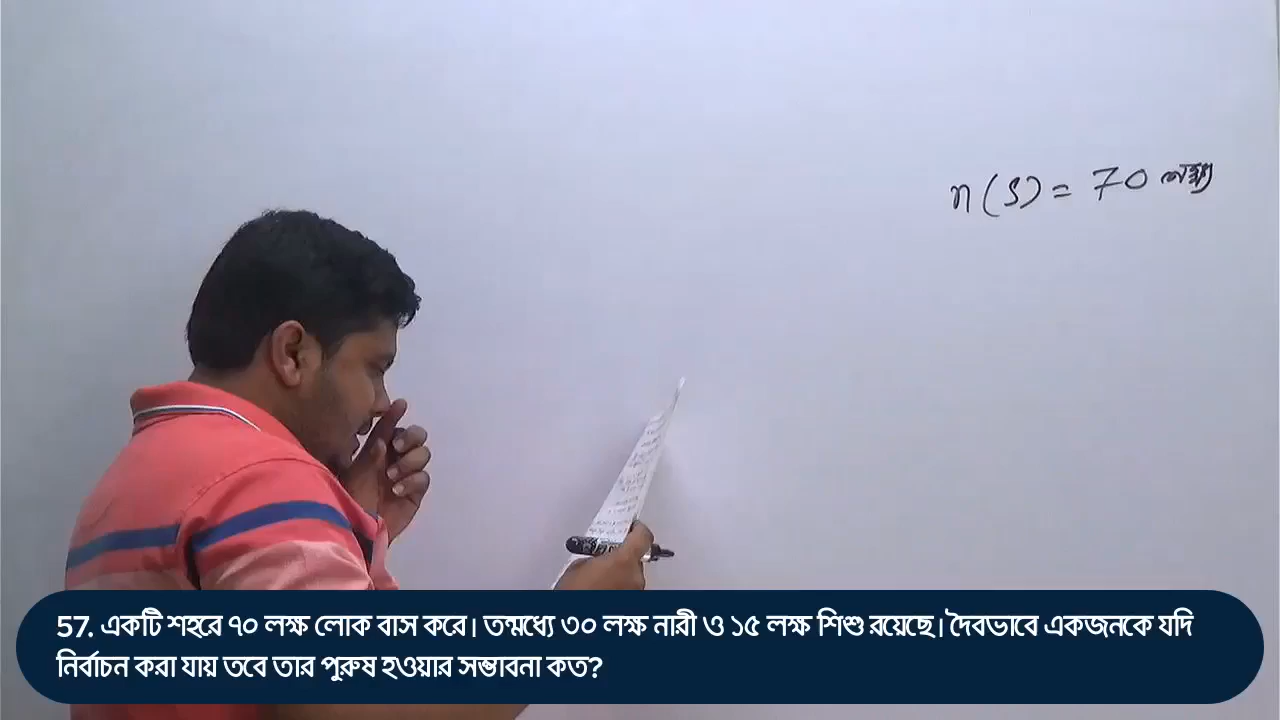 n(S) = 70 লক্ষ
57. একটি শহরে ৭০ লক্ষ লোক বাস করে। তন্মধ্যে ৩০ লক্ষ নারী ও ১৫ লক্ষ শিশু রয়েছে। দৈবভাবে একজনকে যদি
নির্বাচন করা যায় তবে তার পুরুষ হওয়ার সম্ভাবনা কত?